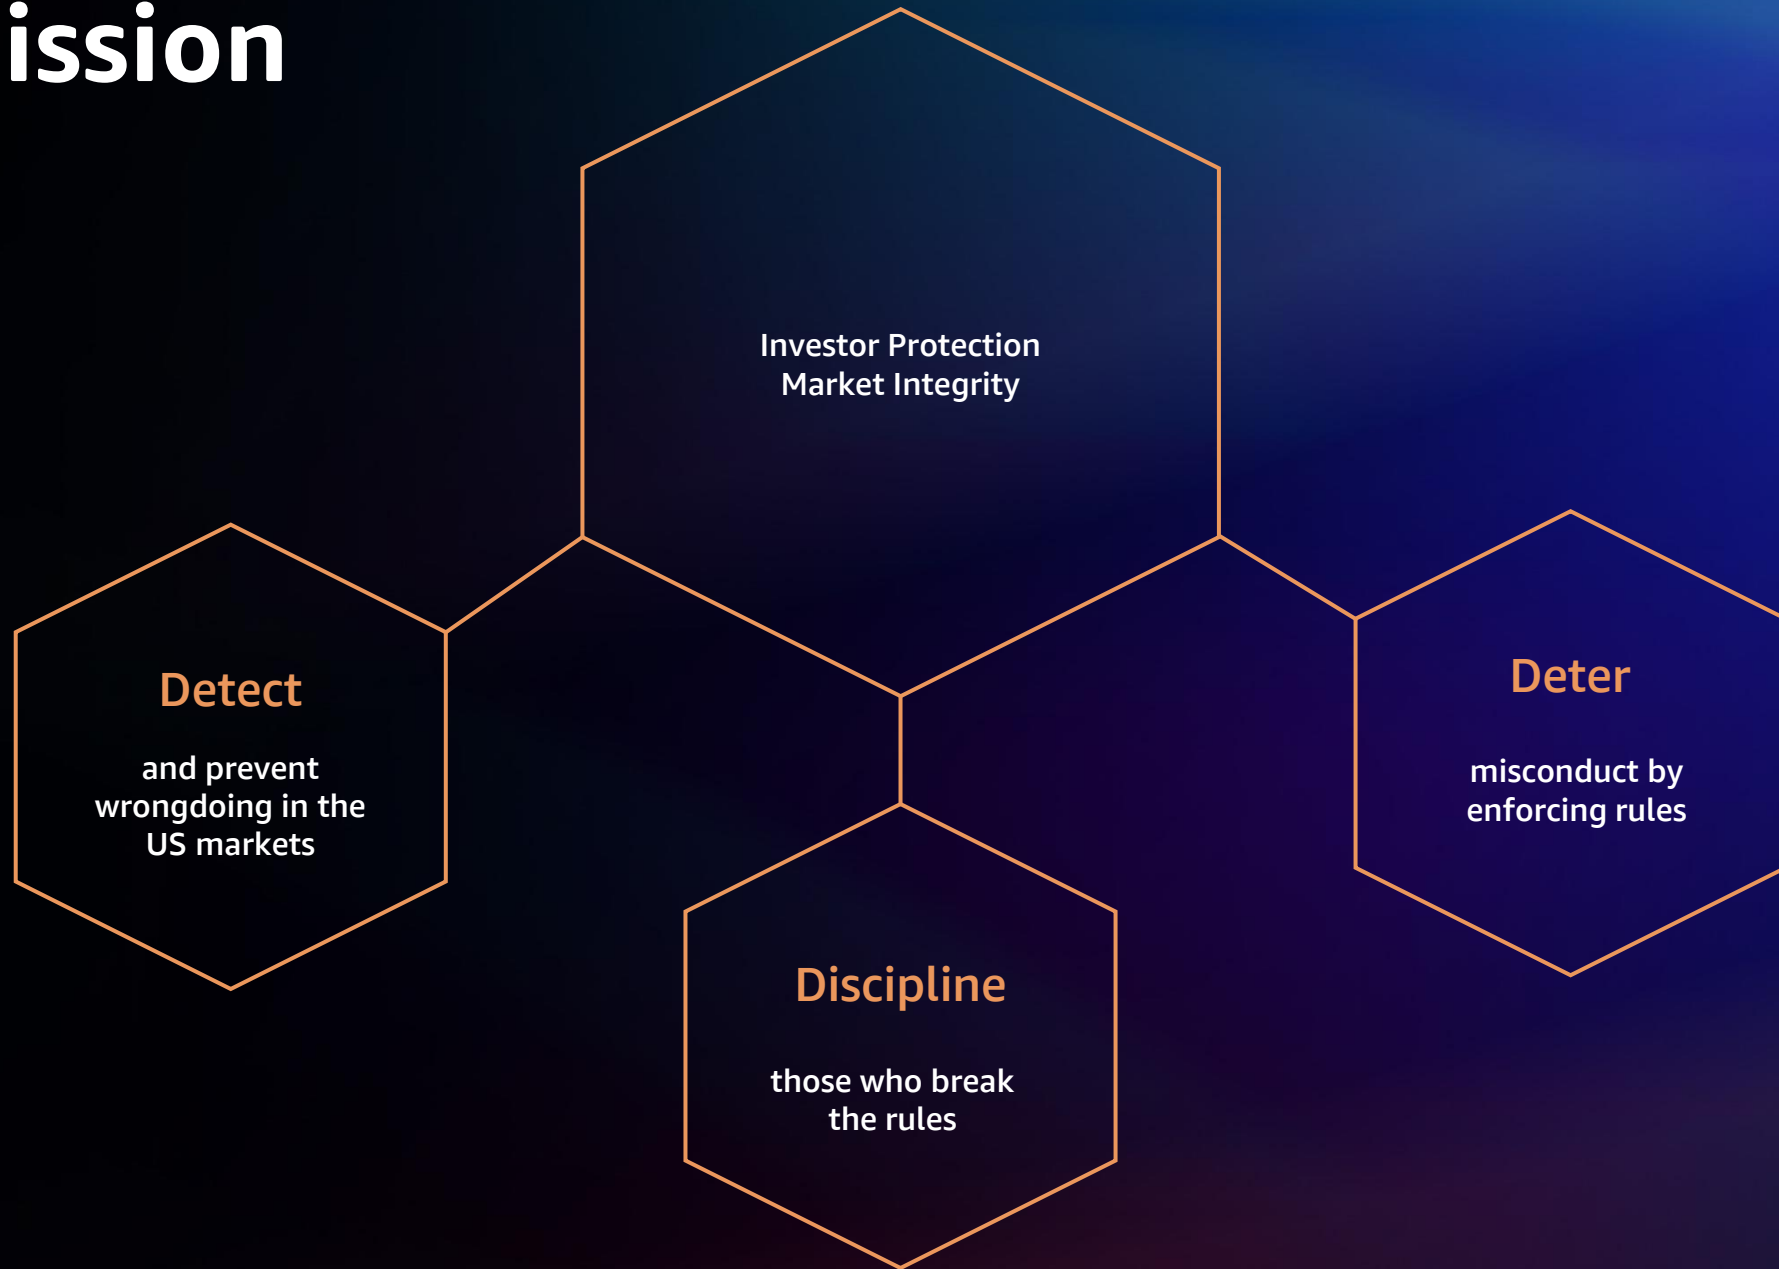 ission
Investor Protection
Market Integrity
Detect
and prevent
wrongdoing in the
US markets
Discipline
those who break
the rules
Deter
misconduct by
enforcing rules